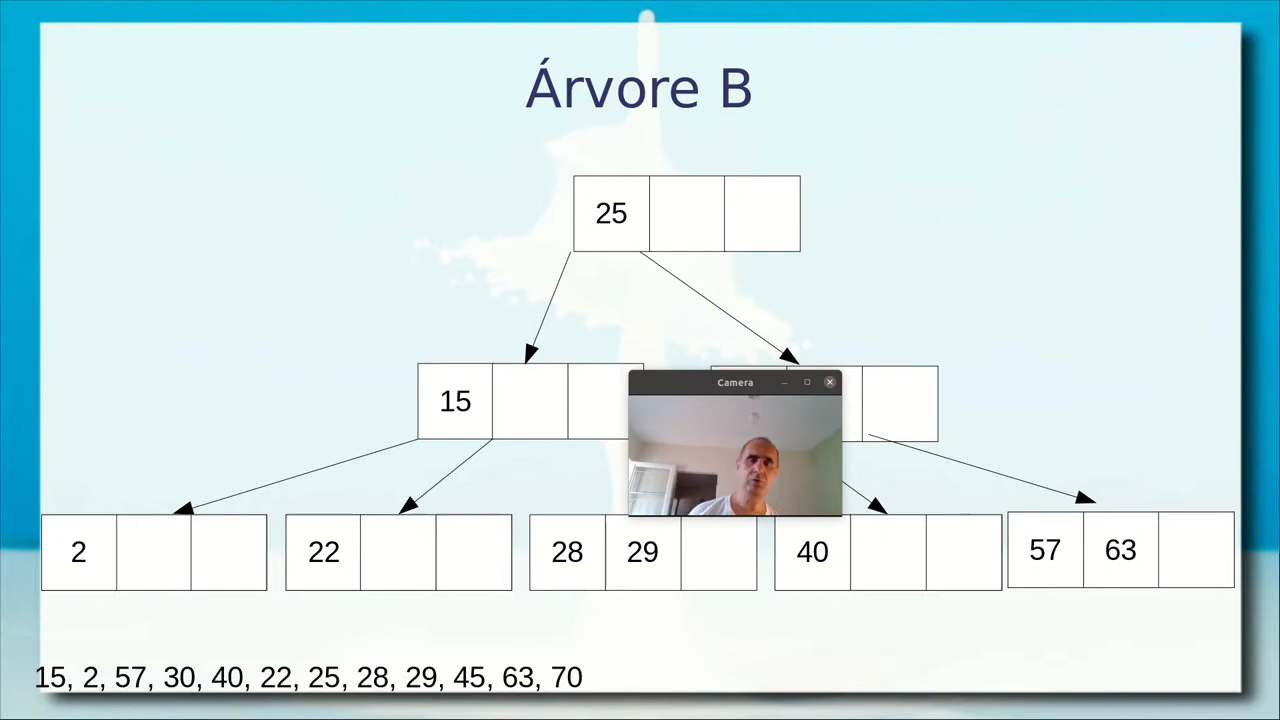 Árvore B
25
15
Camera
2 22 28 29 40 57 63
15, 2, 57, 30, 40, 22, 25, 28, 29, 45, 63, 70